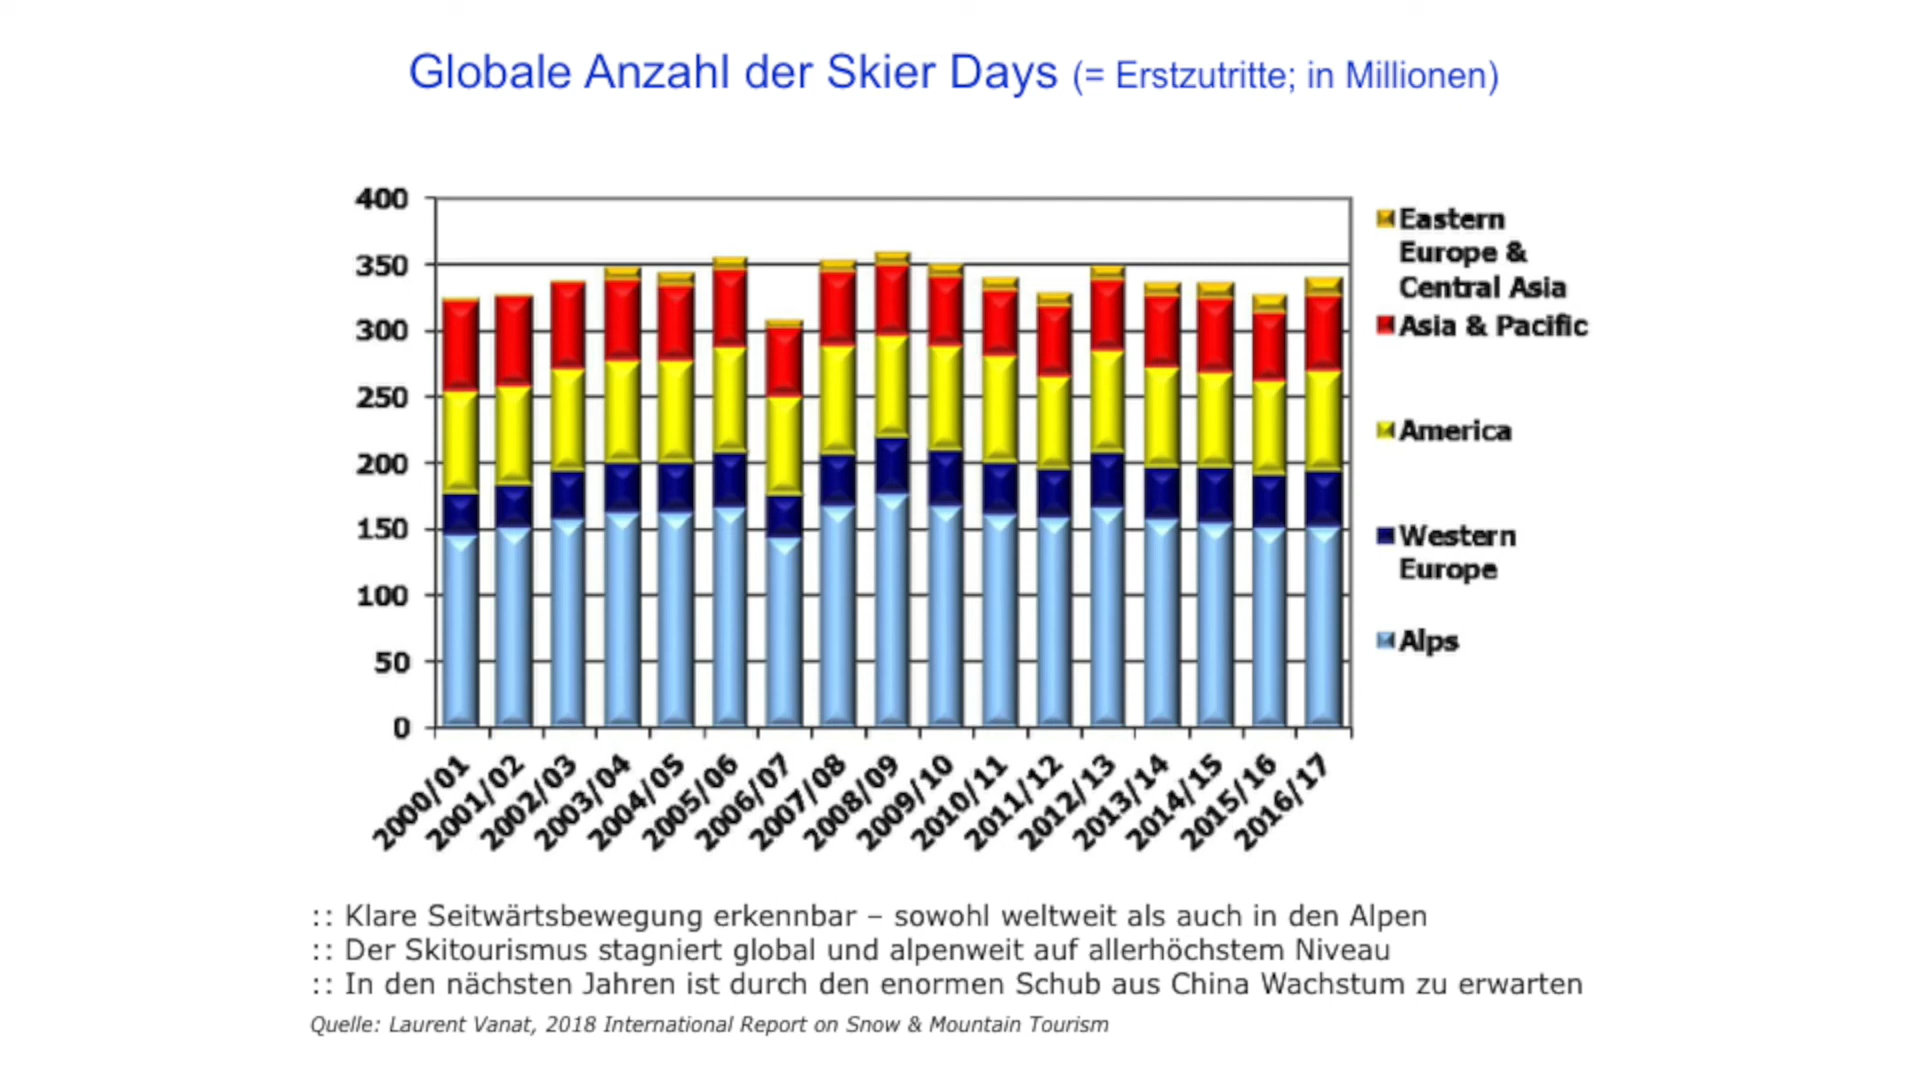 Globale Anzahl der Skier Days (= Erstzutritte; in Millionen)
400
350
300
250
200
150
100
50
0
2000/01
2001/02
2002/03
2003/04
2004/05
2005/06
2006/07
2007/08
2008/09
2009/10
2010/11
2011/12
2012/13
2013/14
2014/15
2015/16
2016/17
Eastern
Europe &
Central Asia
Asia & Pacific
America
Western
Europe
Alps
:: Klare Seitwärtsbewegung erkennbar – sowohl weltweit als auch in den Alpen
:: Der Skitourismus stagniert global und alpenweit auf allerhöchstem Niveau
:: In den nächsten Jahren ist durch den enormen Schub aus China Wachstum zu erwarten
Quelle: Laurent Vanat, 2018 International Report on Snow & Mountain Tourism